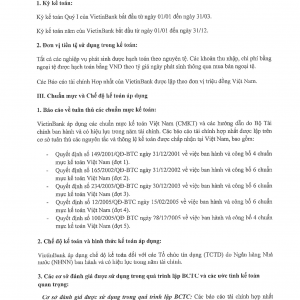 1. Kỳ kế toán:
Kỳ kế toán Quý I của VietinBank bắt đầu từ ngày 01/01 đến ngày 31/03.
Kỳ kế toán năm của VietinBank bắt đầu từ ngày 01/01 đến ngày 31/12.
2. Đơn vị tiền tệ sử dụng trong kế toán:
Tất cả các nghiệp vụ phát sinh được hạch toán theo nguyên tệ. Các khoản thu nhập, chi phí bằng
ngoại tệ được hạch toán bằng VND theo tỷ giá ngày phát sinh thông qua mua bán ngoại tệ.
Các Báo cáo tài chính Hợp nhất của VietinBank được lập theo đơn vị triệu đồng Việt Nam.
III. Chuẩn mực và Chế độ kế toán áp dụng
1. Báo cáo về tuân thủ các chuẩn mực kế toán:
VietinBank áp dụng các chuẩn mực kế toán Việt Nam (CMKT) và các hướng dẫn do Bộ Tài
chính ban hành và có hiệu lực trong năm tài chính. Các báo cáo tài chính hợp nhất được lập trên
cơ sở tuân thủ các nguyên tắc và thông lệ kế toán được chấp nhận tại Việt Nam, bao gồm:
- Quyết định số 149/2001/QĐ-BTC ngày 31/12/2001 về việc ban hành và công bố 4 chuẩn
mực kế toán Việt Nam (đợt 1).
- Quyết định số 165/2002/QĐ-BTC ngày 31/12/2002 về việc ban hành và công bố 6 chuẩn
mực kế toán Việt Nam (đợt 2).
- Quyết định số 234/2003/QĐ-BTC ngày 30/12/2003 về việc ban hành và công bố 6 chuẩn
mực kế toán Việt Nam (đợt 3).
- Quyết định số 12/2005/QĐ-BTC ngày 15/02/2005 về việc ban hành và công bố 6 chuẩn
mực kế toán Việt Nam (đợt 4).
- Quyết định số 100/2005/QĐ-BTC ngày về việc ban hành và công bố 4 chuẩn
mực kế toán Việt Nam (đợt 5).
2. Chế độ kế toán và hình thức kế toán áp dụng:
VietinBank áp dụng chế độ kế toán đối với các Tổ chức tín dụng (TCTD) do Ngân hàng Nhà
nước (NHNN) ban hành và có hiệu lực trong năm tài chính.
3. Các cơ sở đánh giá được sử dụng trong quá trình lập BCTC và các ước tính kế toán
quan trọng:
Cơ sở đánh giá được sử dụng trong quá trình lập BCTC: Các báo cáo tài chính hợp nhất